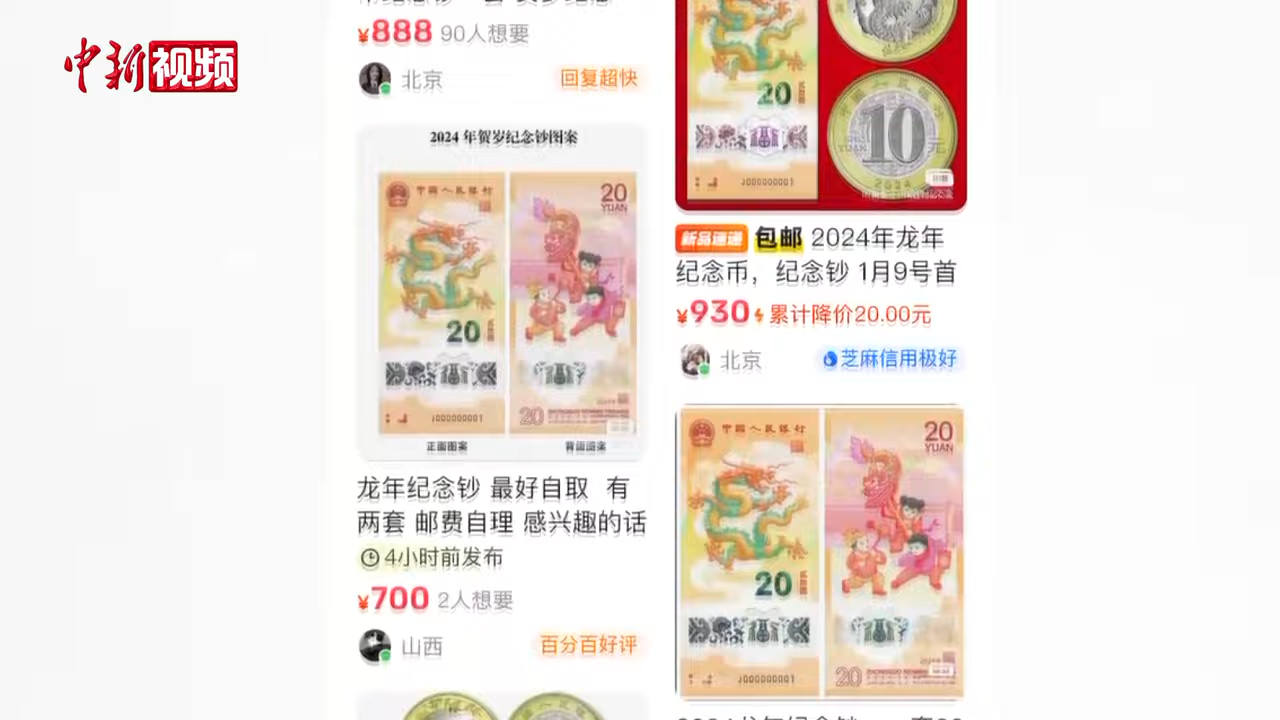 中新视频
¥888 90人想要
北京 回复超快
2024 年贺岁纪念钞图案
中国人民银行
20
YUAN
20
J000000001
20
正面图案
背面图案
龙年纪念钞 最好自取 有
两套 邮费自理 感兴趣的话
4小时前发布
¥700 2人想要
山西 百分百好评
20
J000000001
10
元
YUAN
2024
新品速递 包邮 2024年龙年
纪念币，纪念钞 1月9号首
¥930 累计降价20.00元
北京 芝麻信用极好
中国人民银行
20
YUAN
20
J000000001
20